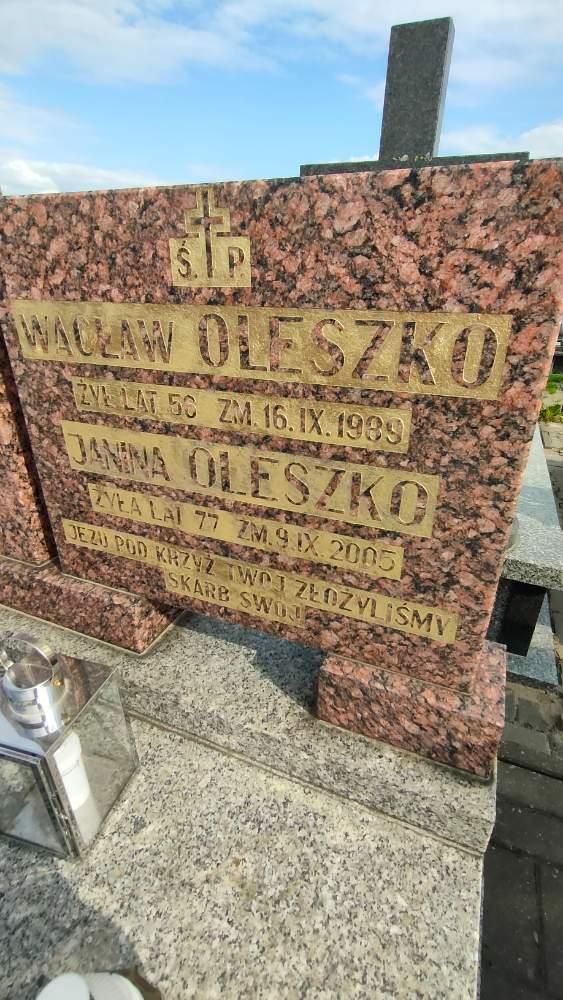 Ś.P.
WACŁAW OLESZKO
ŻYŁ LAT 56 ZM.16.IX.1989
JANINA OLESZKO
ŻYŁA LAT 77 ZM.9.IX.2005
JEZU POD KRZYŻ TWOJ ZŁOŻYLIŚMY
SKARB SWÓJ